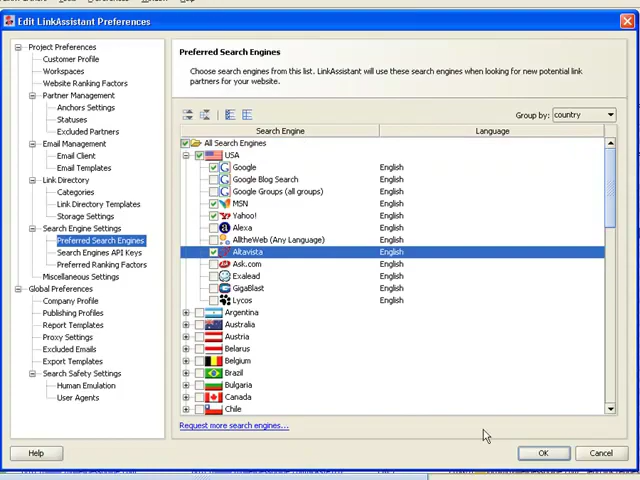 Edit LinkAssistant Preferences
Project Preferences
Customer Profile
Workspaces
Website Ranking Factors
Partner Management
Anchors Settings
Statuses
Excluded Partners
Email Management
Email Client
Email Templates
Link Directory
Categories
Link Directory Templates
Storage Settings
Search Engine Settings
Preferred Search Engines
Search Engines API Keys
Preferred Ranking Factors
Miscellaneous Settings
Global Preferences
Company Profile
Publishing Profiles
Report Templates
Proxy Settings
Excluded Emails
Export Templates
Search Safety Settings
Human Emulation
User Agents
Preferred Search Engines
Choose search engines from this list. LinkAssistant will use these search engines when looking for new potential link
partners for your website.
Group by: country
Search Engine Language
All Search Engines
USA
Google English
Google Blog Search English
Google Groups (all groups) English
MSN English
Yahoo! English
Alexa English
AlltheWeb (Any Language) English
Altavista English
Ask.com English
Exalead English
GigaBlast English
Lycos English
Argentina
Australia
Austria
Belarus
Belgium
Brazil
Bulgaria
Canada
Chile
Request more search engines...
Help OK Cancel